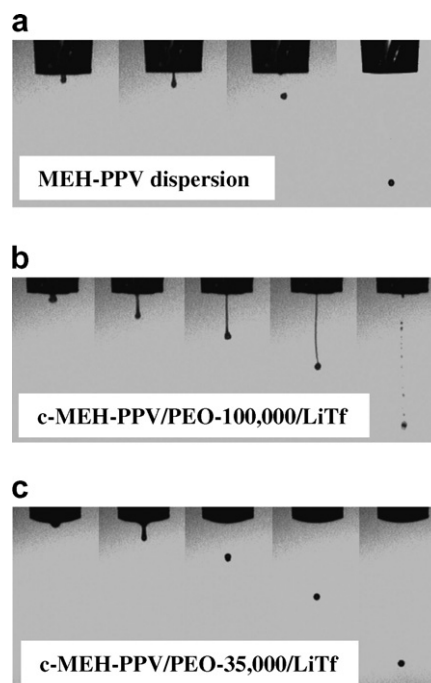 a
MEH-PPV dispersion
b
c-MEH-PPV/PEO-100,000/LiTf
c
c-MEH-PPV/PEO-35,000/LiTf